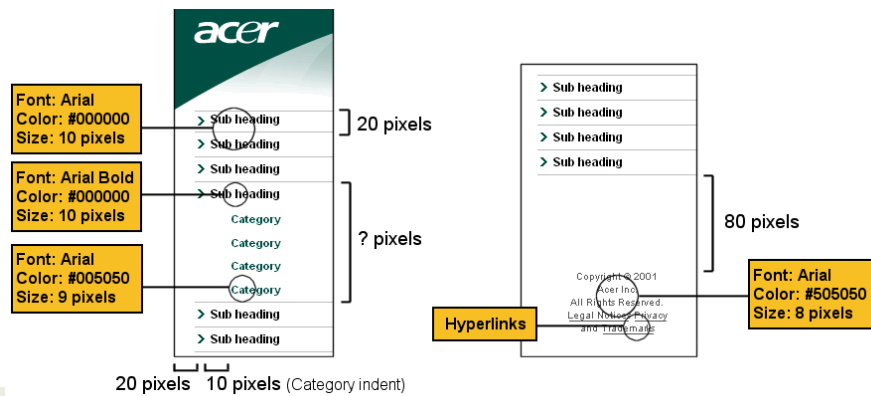 acer
Font: Arial
Color: #000000
Size: 10 pixels
Font: Arial Bold
Color: #000000
Size: 10 pixels
Font: Arial
Color: #005050
Size: 9 pixels
Sub heading
Sub heading
Sub heading
Sub heading
Category
Category
Category
Category
Sub heading
Sub heading
20 pixels
? pixels
20 pixels
10 pixels (Category indent)
Sub heading
Sub heading
Sub heading
Sub heading
80 pixels
Copyright © 2001
Acer Inc.
All Rights Reserved.
Legal Notices Privacy
and Trademarks
Hyperlinks
Font: Arial
Color: #505050
Size: 8 pixels